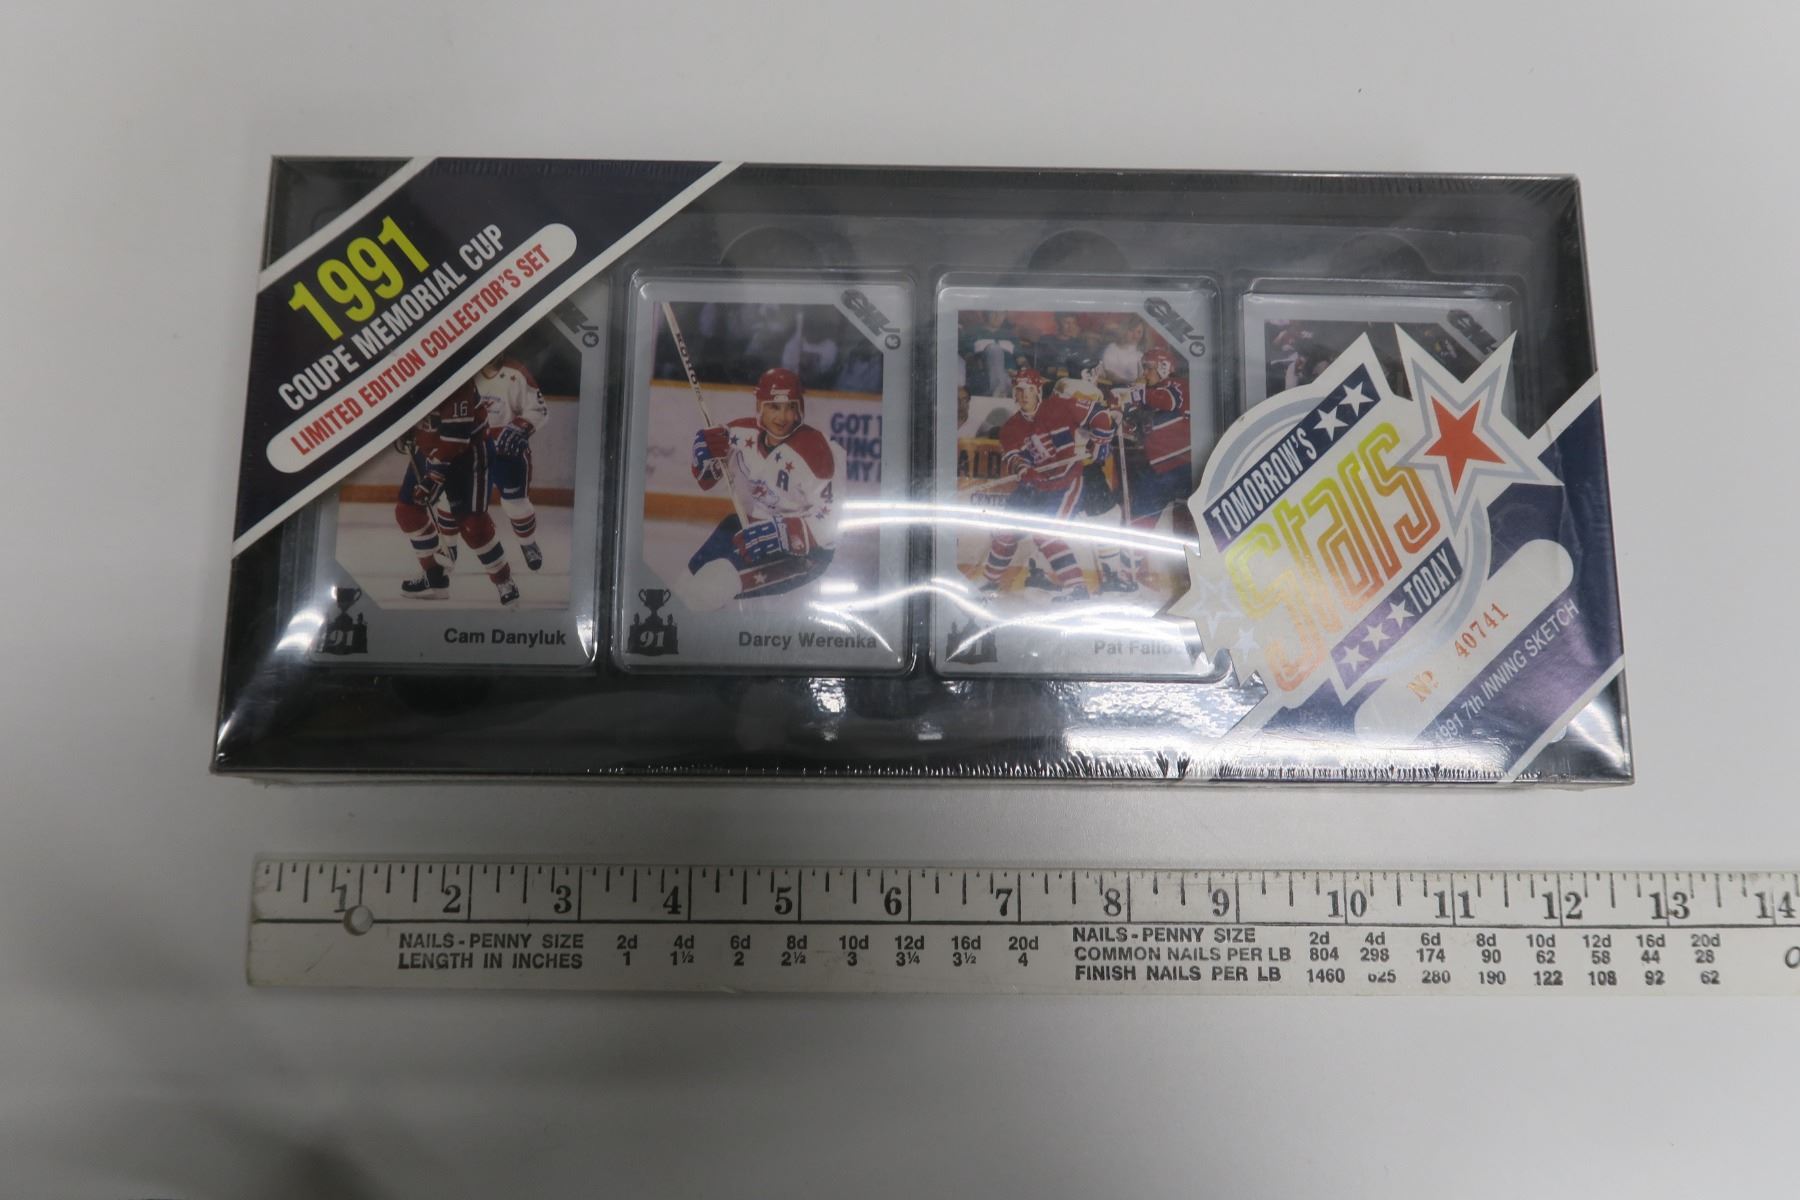 1991
COUPE MEMORIAL CUP
LIMITED EDITION COLLECTOR'S SET
16
91
Cam Danyluk
GOT
A
4
91
Darcy Werenka
CENTE
Pat
TOMORROW'S
Stars
TODAY
No. 40741
1991 7th INNING SKETCH
1 2 3 4 5 6 7 8 9 10 11 12 13 14
NAILS-PENNY SIZE 2d 4d 6d 8d 10d 12d 16d 20d
LENGTH IN INCHES 1 1½ 2 2½ 3 3¼ 3½ 4
NAILS-PENNY SIZE 2d 4d 6d 8d 10d 12d 16d 20d
COMMON NAILS PER LB 804 298 174 90 62 58 44 28
FINISH NAILS PER LB 1460 625 280 190 122 108 92 62